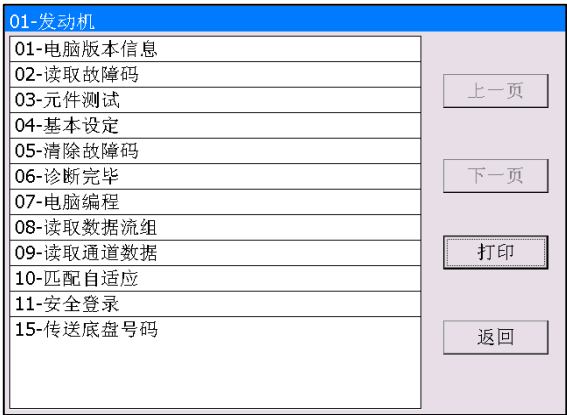 01-发动机
01-电脑版本信息
02-读取故障码
03-元件测试
04-基本设定
05-清除故障码
06-诊断完毕
07-电脑编程
08-读取数据流组
09-读取通道数据
10-匹配自适应
11-安全登录
15-传送底盘号码
上一页
下一页
打印
返回